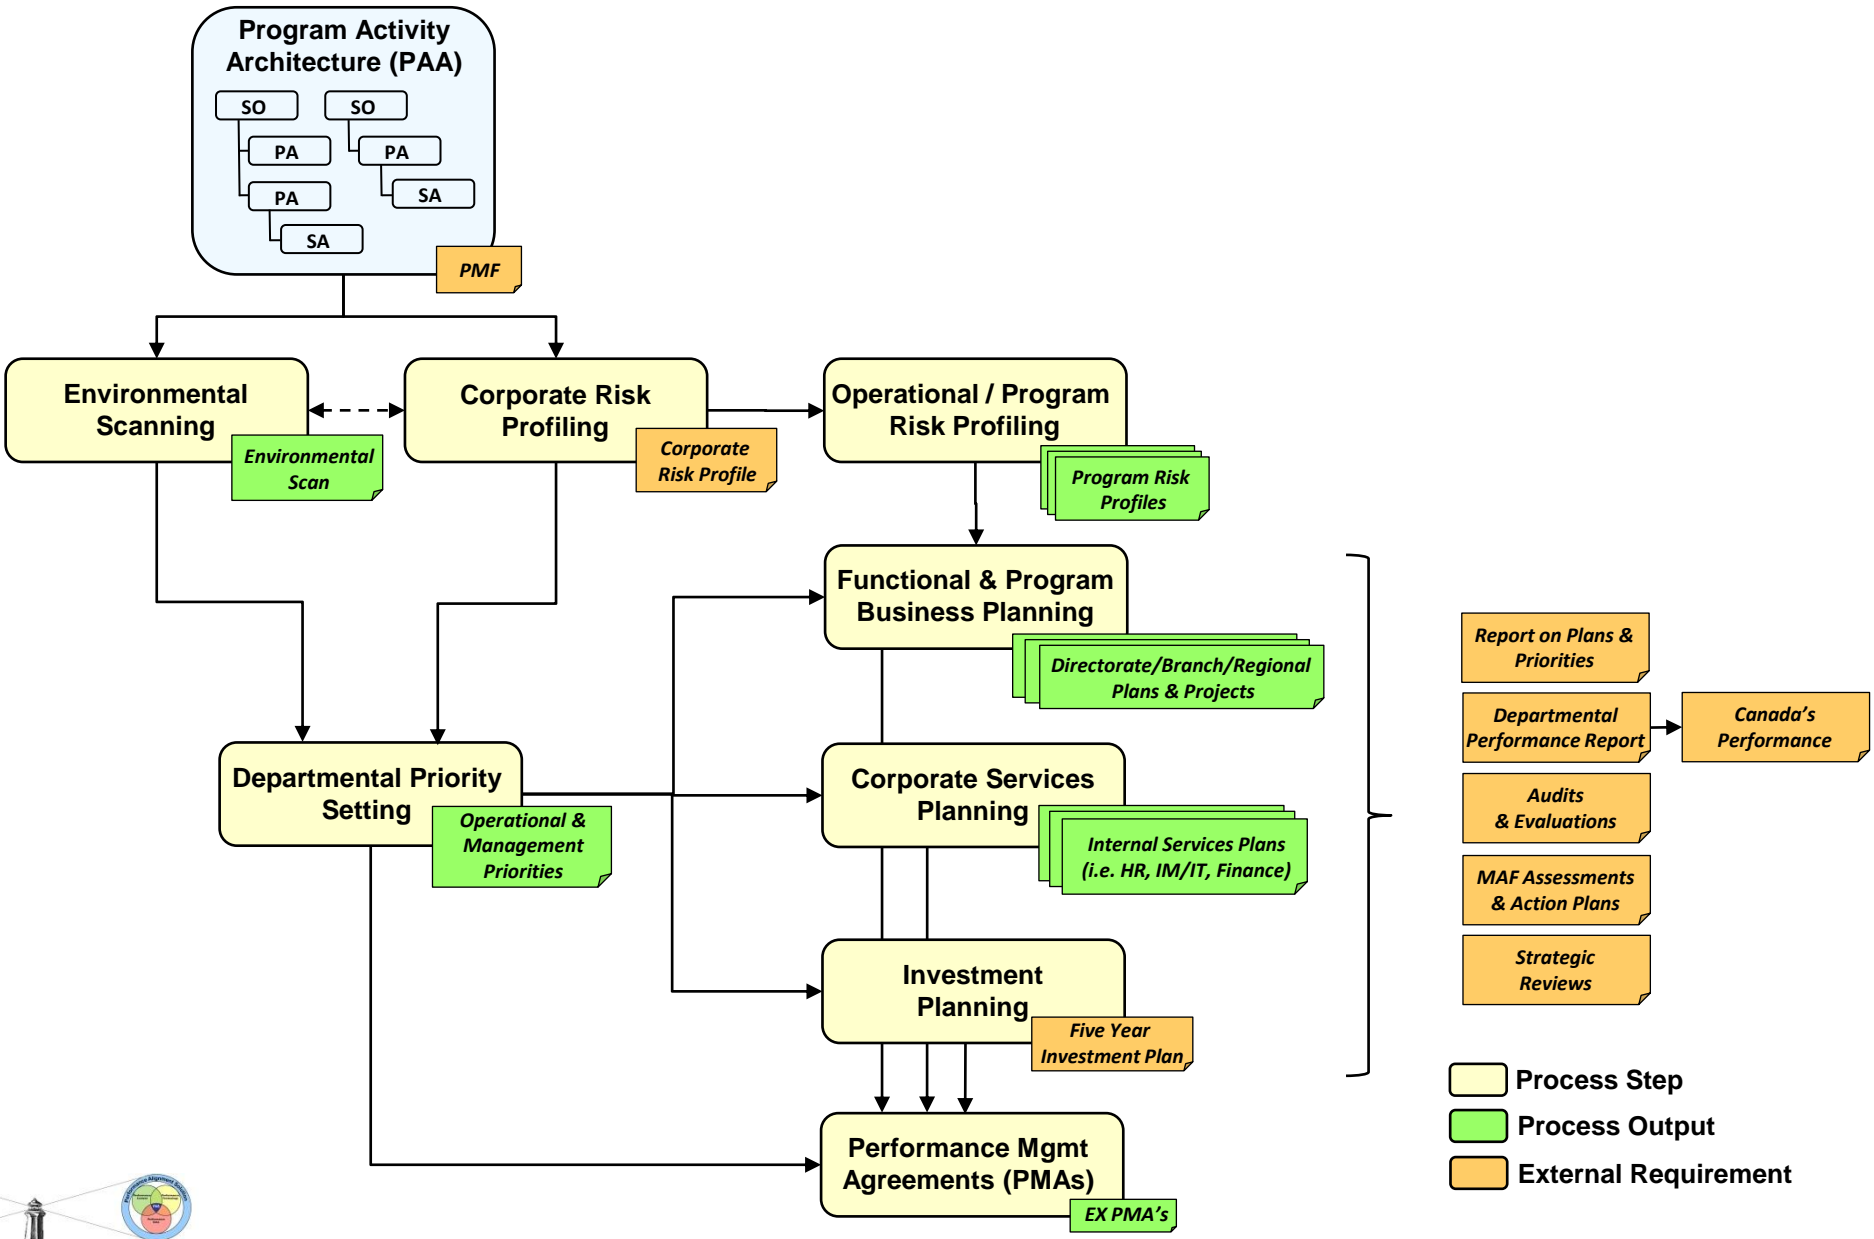 Program Activity
Architecture (PAA)
SO
SO
PA
PA
PA
SA
SA
PMF
Environmental
Scanning
Environmental
Scan
Corporate Risk
Profiling
Corporate
Risk Profile
Operational / Program
Risk Profiling
Program Risk
Profiles
Functional & Program
Business Planning
Directorate/Branch/Regional
Plans & Projects
Departmental Priority
Setting
Operational &
Management
Priorities
Corporate Services
Planning
Internal Services Plans
(i.e. HR, IM/IT, Finance)
Investment
Planning
Five Year
Investment Plan
Performance Mgmt
Agreements (PMAs)
EX PMA's
Report on Plans &
Priorities
Departmental
Performance Report
Canada's
Performance
Audits
& Evaluations
MAF Assessments
& Action Plans
Strategic
Reviews
Process Step
Process Output
External Requirement
Performance Alignment Solution